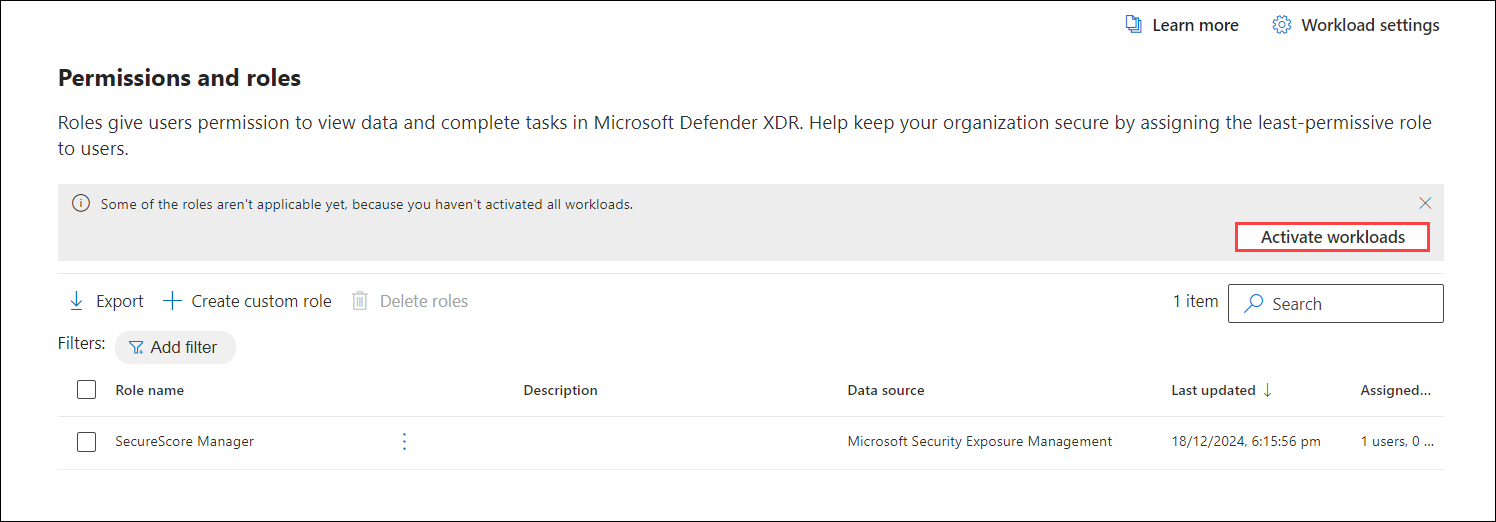 Learn more
Workload settings
Permissions and roles
Roles give users permission to view data and complete tasks in Microsoft Defender XDR. Help keep your organization secure by assigning the least-permissive role
to users.
Some of the roles aren't applicable yet, because you haven't activated all workloads.
Activate workloads
Export
Create custom role
Delete roles
1 item
Search
Filters:
Add filter
Role name
Description
Data source
Last updated
Assigned...
SecureScore Manager
Microsoft Security Exposure Management
18/12/2024, 6:15:56 pm
1 users, 0 ...